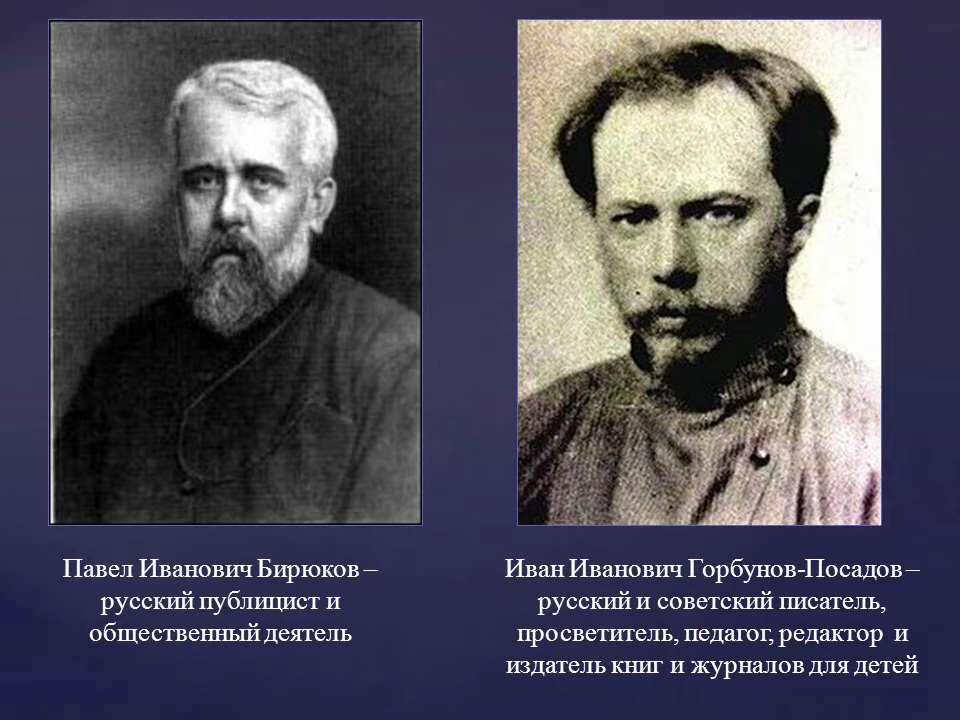 Павел Иванович Бирюков –
русский публицист и
общественный деятель
Иван Иванович Горбунов-Посадов –
русский и советский писатель,
просветитель, педагог, редактор и
издатель книг и журналов для детей